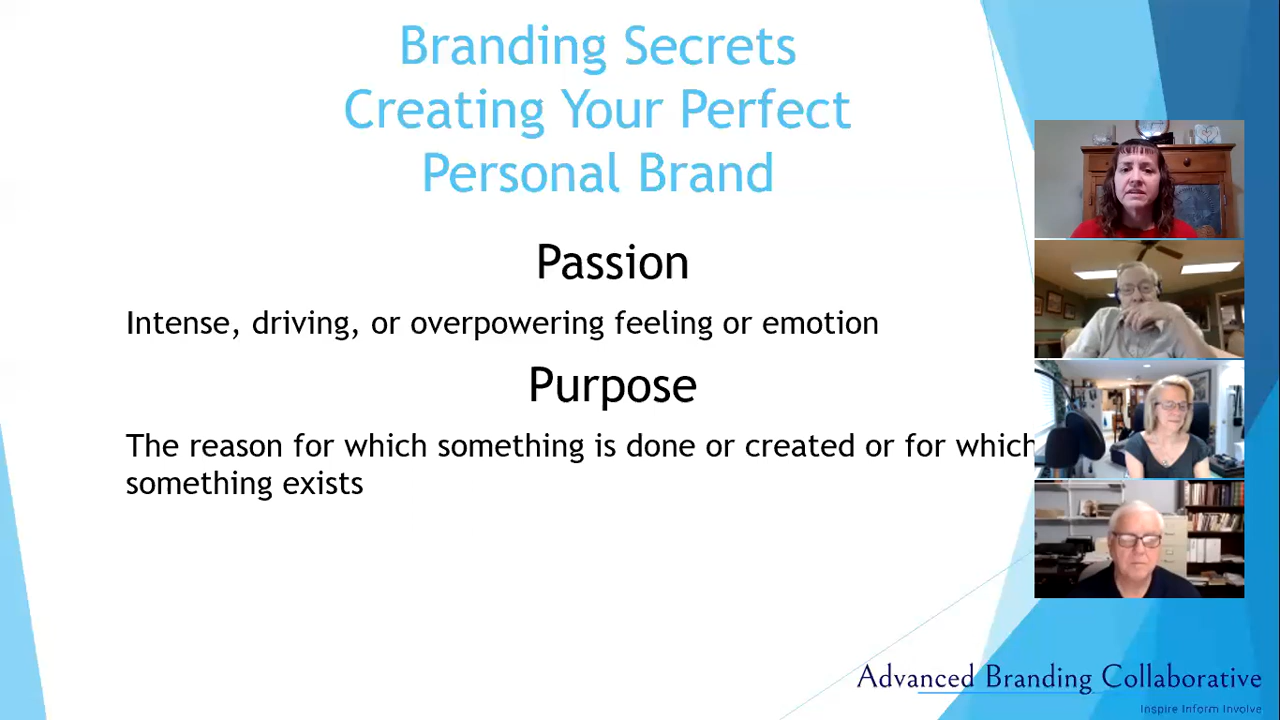 Branding Secrets
Creating Your Perfect
Personal Brand
Passion
Intense, driving, or overpowering feeling or emotion
Purpose
The reason for which something is done or created or for which
something exists
Advanced Branding Collaborative
Inspire Inform Involve